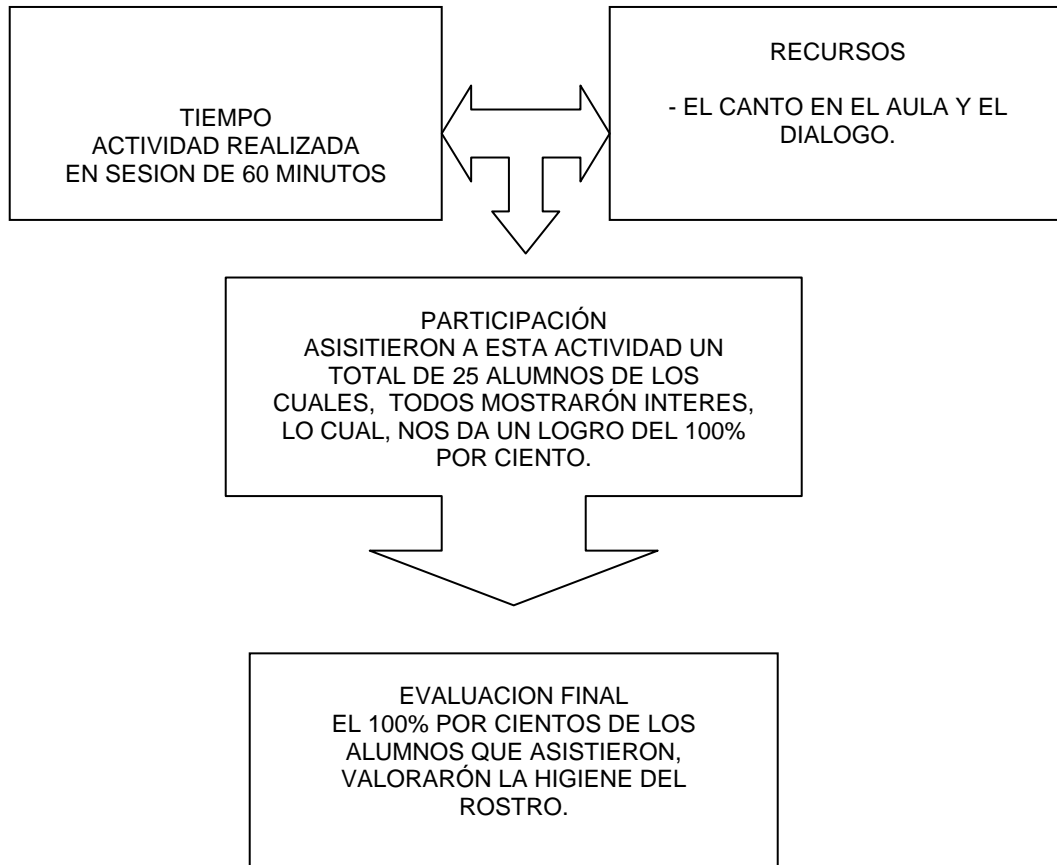 TIEMPO
ACTIVIDAD REALIZADA
EN SESION DE 60 MINUTOS
RECURSOS
- EL CANTO EN EL AULA Y EL
DIALOGO.
PARTICIPACIÓN
ASISITIERON A ESTA ACTIVIDAD UN
TOTAL DE 25 ALUMNOS DE LOS
CUALES, TODOS MOSTRARÓN INTERES,
LO CUAL, NOS DA UN LOGRO DEL 100%
POR CIENTO.
EVALUACION FINAL
EL 100% POR CIENTOS DE LOS
ALUMNOS QUE ASISTIERON,
VALORARÓN LA HIGIENE DEL
ROSTRO.